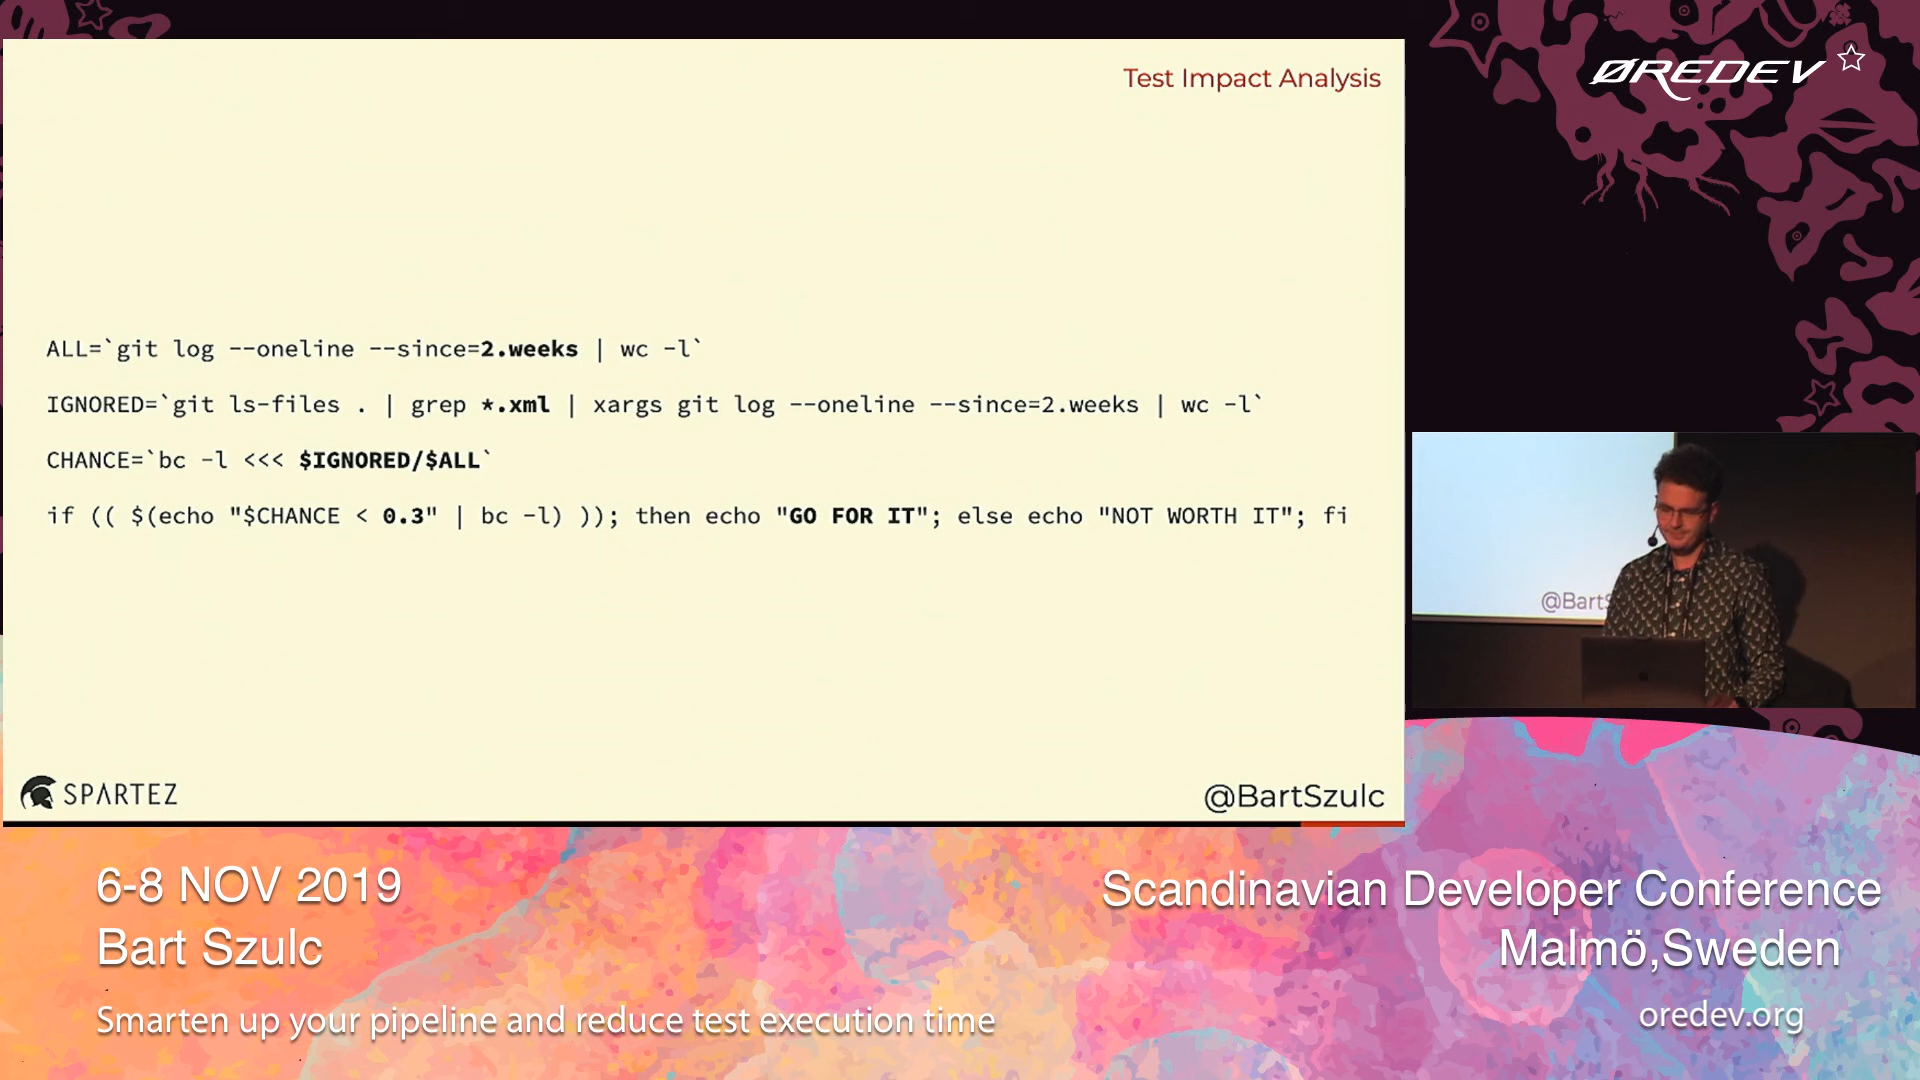 Test Impact Analysis
ØREDEV
ALL=`git log --oneline --since=2.weeks | wc -l`
IGNORED=`git ls-files . | grep *.xml | xargs git log --oneline --since=2.weeks | wc -l`
CHANCE=`bc -l <<< $IGNORED/$ALL`
if (( $(echo "$CHANCE < 0.3" | bc -l) )); then echo "GO FOR IT"; else echo "NOT WORTH IT"; fi
@BartS
SPARTEZ
@BartSzulc
6-8 NOV 2019
Bart Szulc
Smarten up your pipeline and reduce test execution time
Scandinavian Developer Conference
Malmö,Sweden
oredev.org